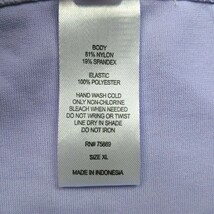 BODY
81% NYLON
19% SPANDEX
ELASTIC
100% POLYESTER
HAND WASH COLD
ONLY NON-CHLORINE
BLEACH WHEN NEEDED
DO NOT WRING OR TWIST
LINE DRY IN SHADE
DO NOT IRON
RN# 75669
SIZE XL
MADE IN INDONESIA